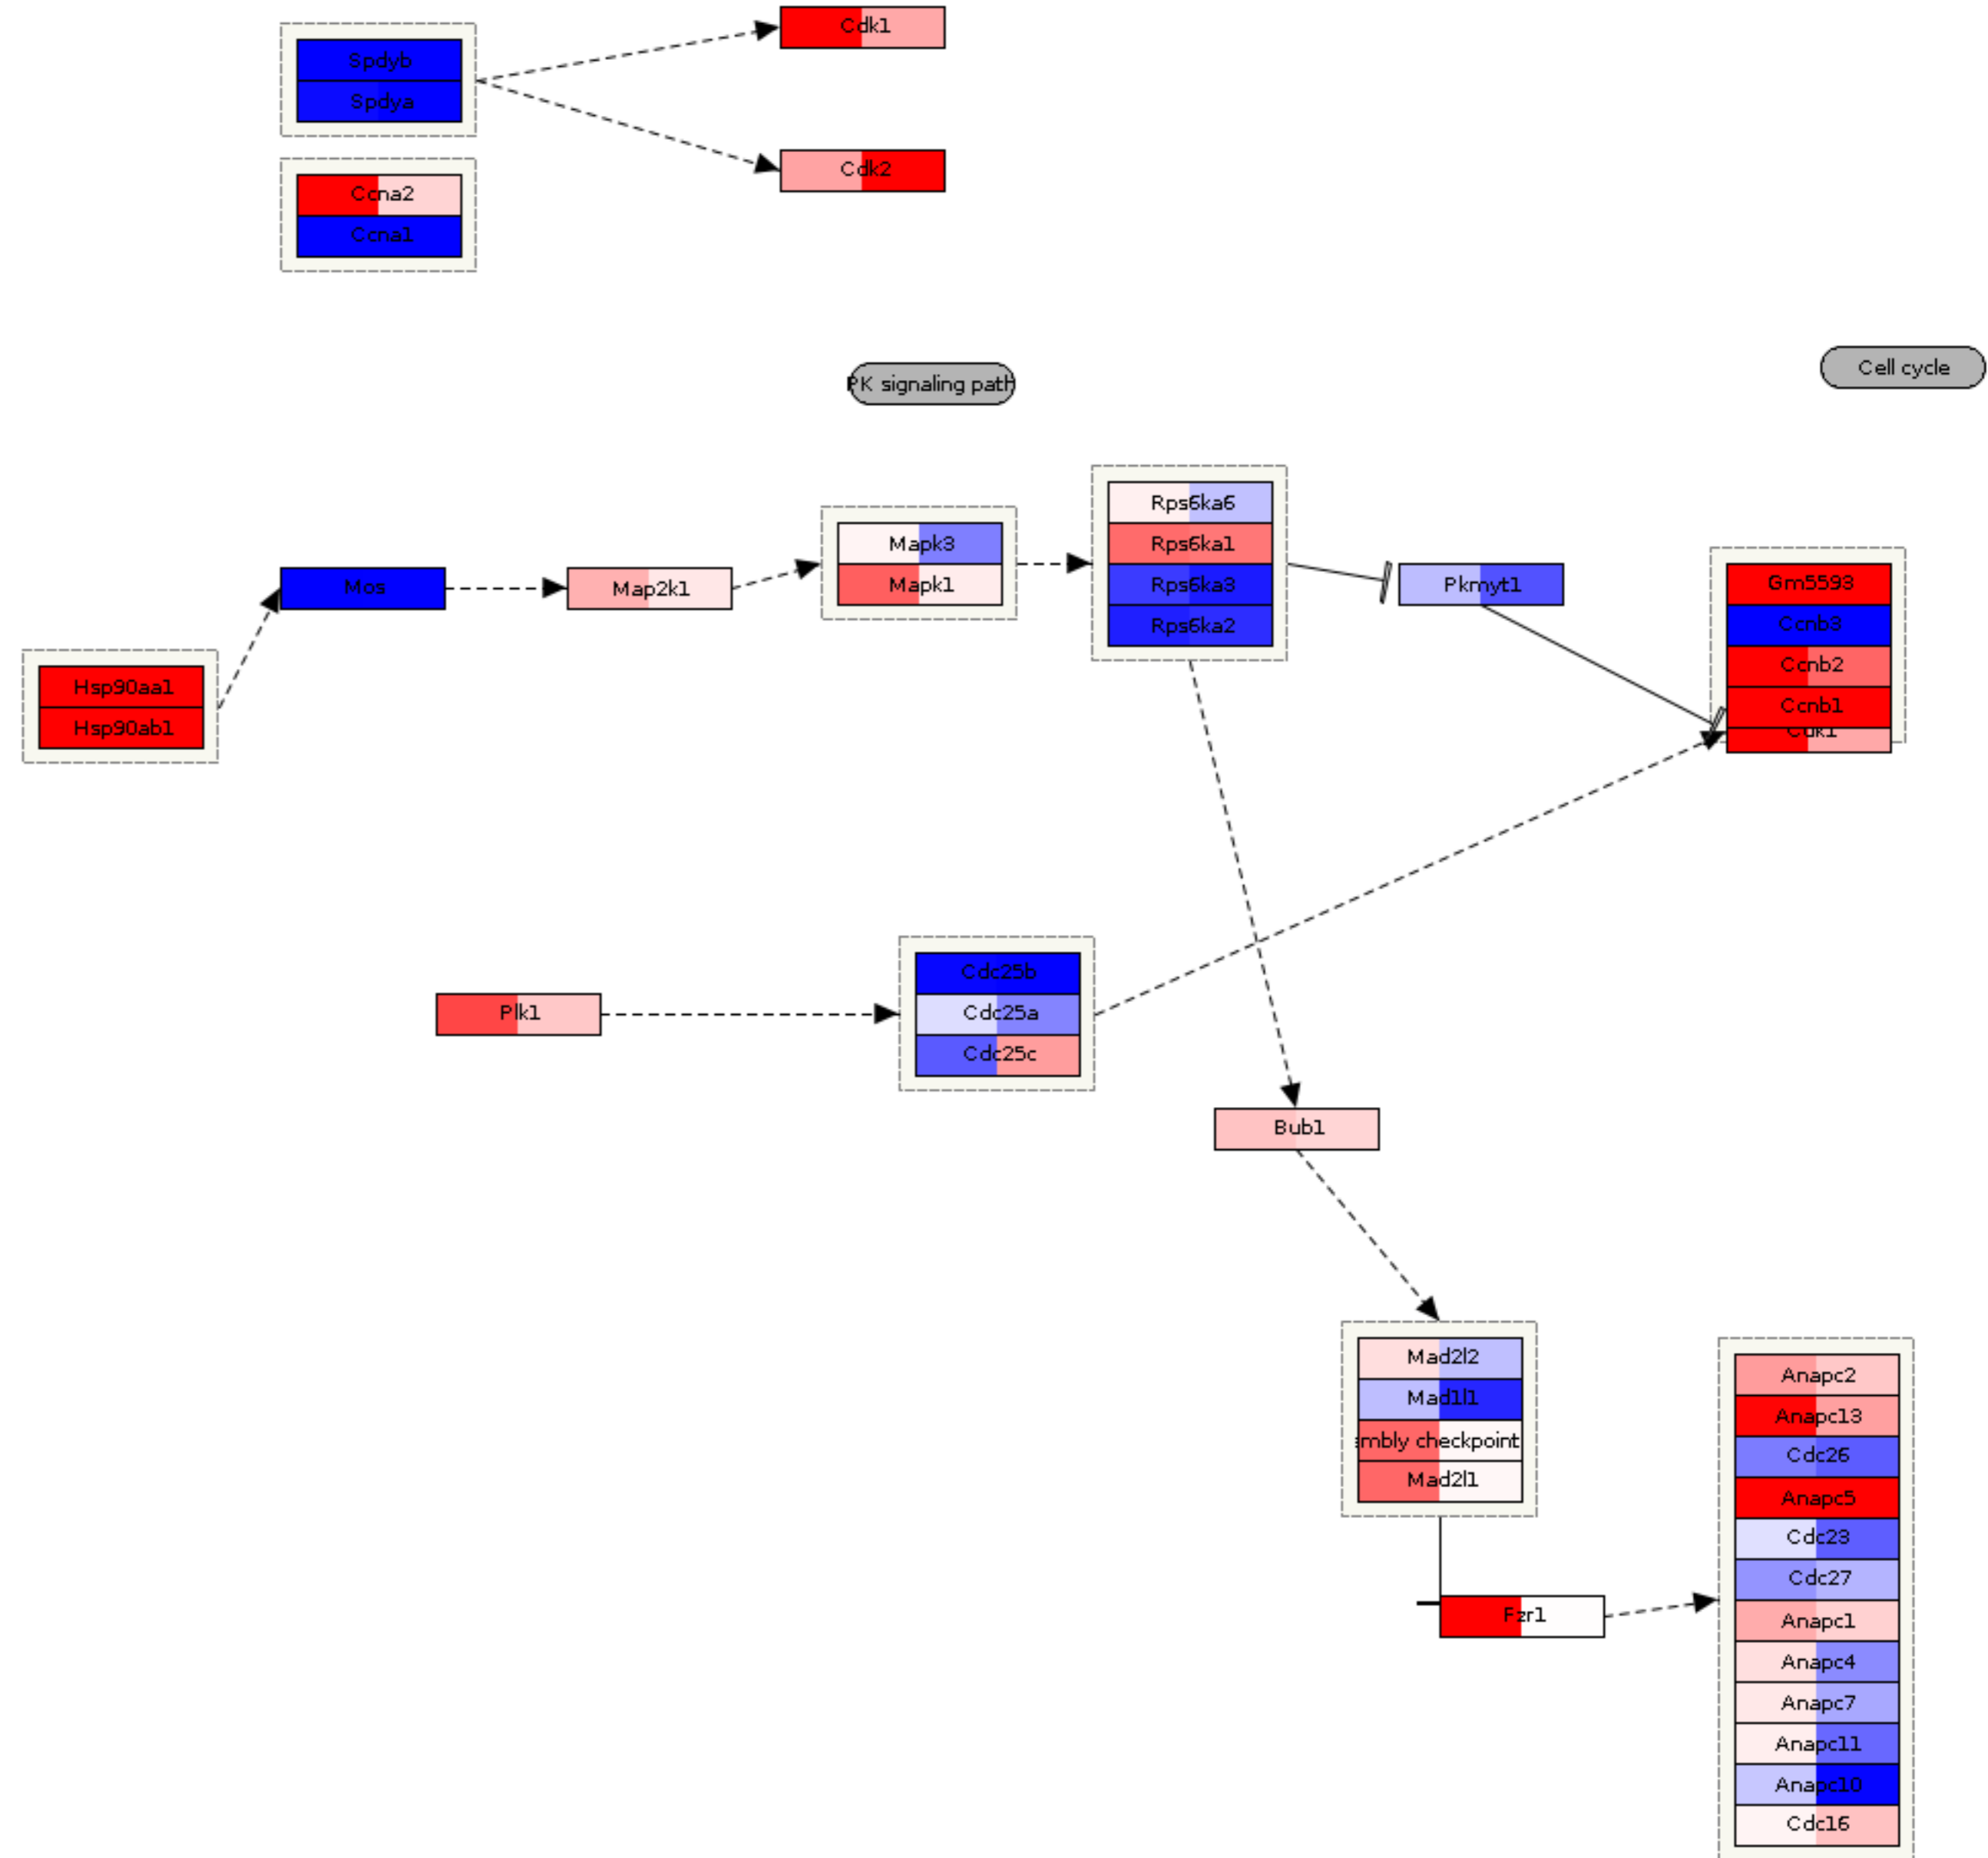 Cdk1
Spdyb
Spdya
Cdk2
Ccna2
Ccna1
PK signaling path
Cell cycle
Rps6ka6
Mapk3
Rps6ka1
Mos
Map2k1
Mapk1
Rps6ka3
Pkmyt1
Gm5593
Rps6ka2
Ccnb3
Ccnb2
Hsp90aa1
Ccnb1
Hsp90ab1
Cdk1
Cdc25b
Plk1
Cdc25a
Cdc25c
Bub1
Mad2l2
Anapc2
Mad1l1
Anapc13
mbly checkpoint
Cdc26
Mad2l1
Anapc5
Cdc23
Cdc27
Fzr1
Anapc1
Anapc4
Anapc7
Anapc11
Anapc10
Cdc16